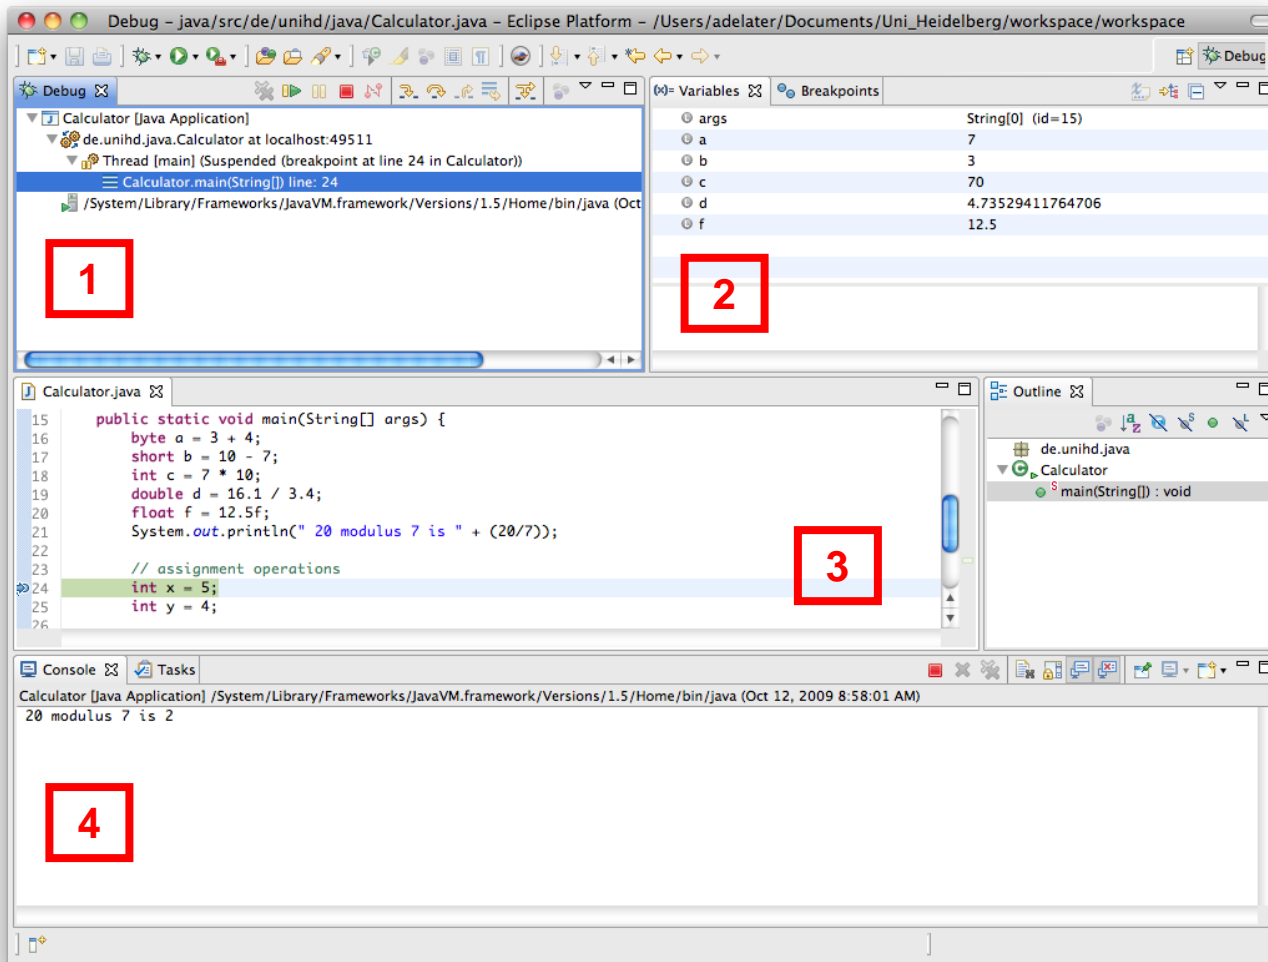 Debug – java/src/de/unihd/java/Calculator.java – Eclipse Platform – /Users/adelater/Documents/Uni_Heidelberg/workspace/workspace
Debug
Debug
Calculator [Java Application]
de.unihd.java.Calculator at localhost:49511
Thread [main] (Suspended (breakpoint at line 24 in Calculator))
Calculator.main(String[]) line: 24
/System/Library/Frameworks/JavaVM.framework/Versions/1.5/Home/bin/java (Oct
1
(x)= Variables
Breakpoints
args String[0] (id=15)
a 7
b 3
c 70
d 4.73529411764706
f 12.5
2
Calculator.java
15 public static void main(String[] args) {
16 byte a = 3 + 4;
17 short b = 10 - 7;
18 int c = 7 * 10;
19 double d = 16.1 / 3.4;
20 float f = 12.5f;
21 System.out.println(" 20 modulus 7 is " + (20/7));
22
23 // assignment operations
24 int x = 5;
25 int y = 4;
26
3
Outline
de.unihd.java
Calculator
main(String[]) : void
Console
Tasks
Calculator [Java Application] /System/Library/Frameworks/JavaVM.framework/Versions/1.5/Home/bin/java (Oct 12, 2009 8:58:01 AM)
20 modulus 7 is 2
4